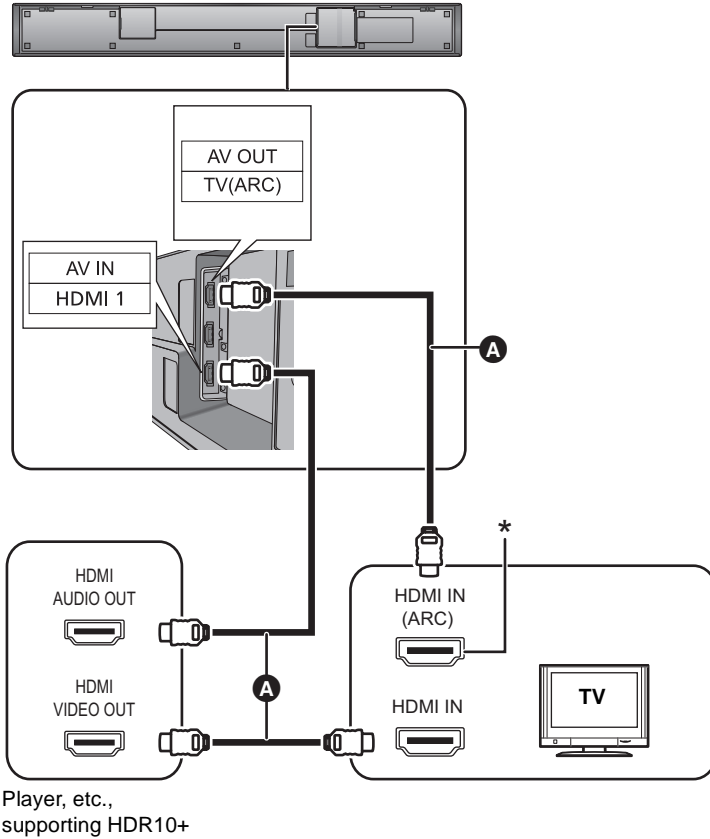 AV OUT
TV(ARC)
AV IN
HDMI 1
A
*
HDMI
AUDIO OUT
HDMI IN
(ARC)
A
HDMI
VIDEO OUT
HDMI IN
TV
Player, etc.,
supporting HDR10+